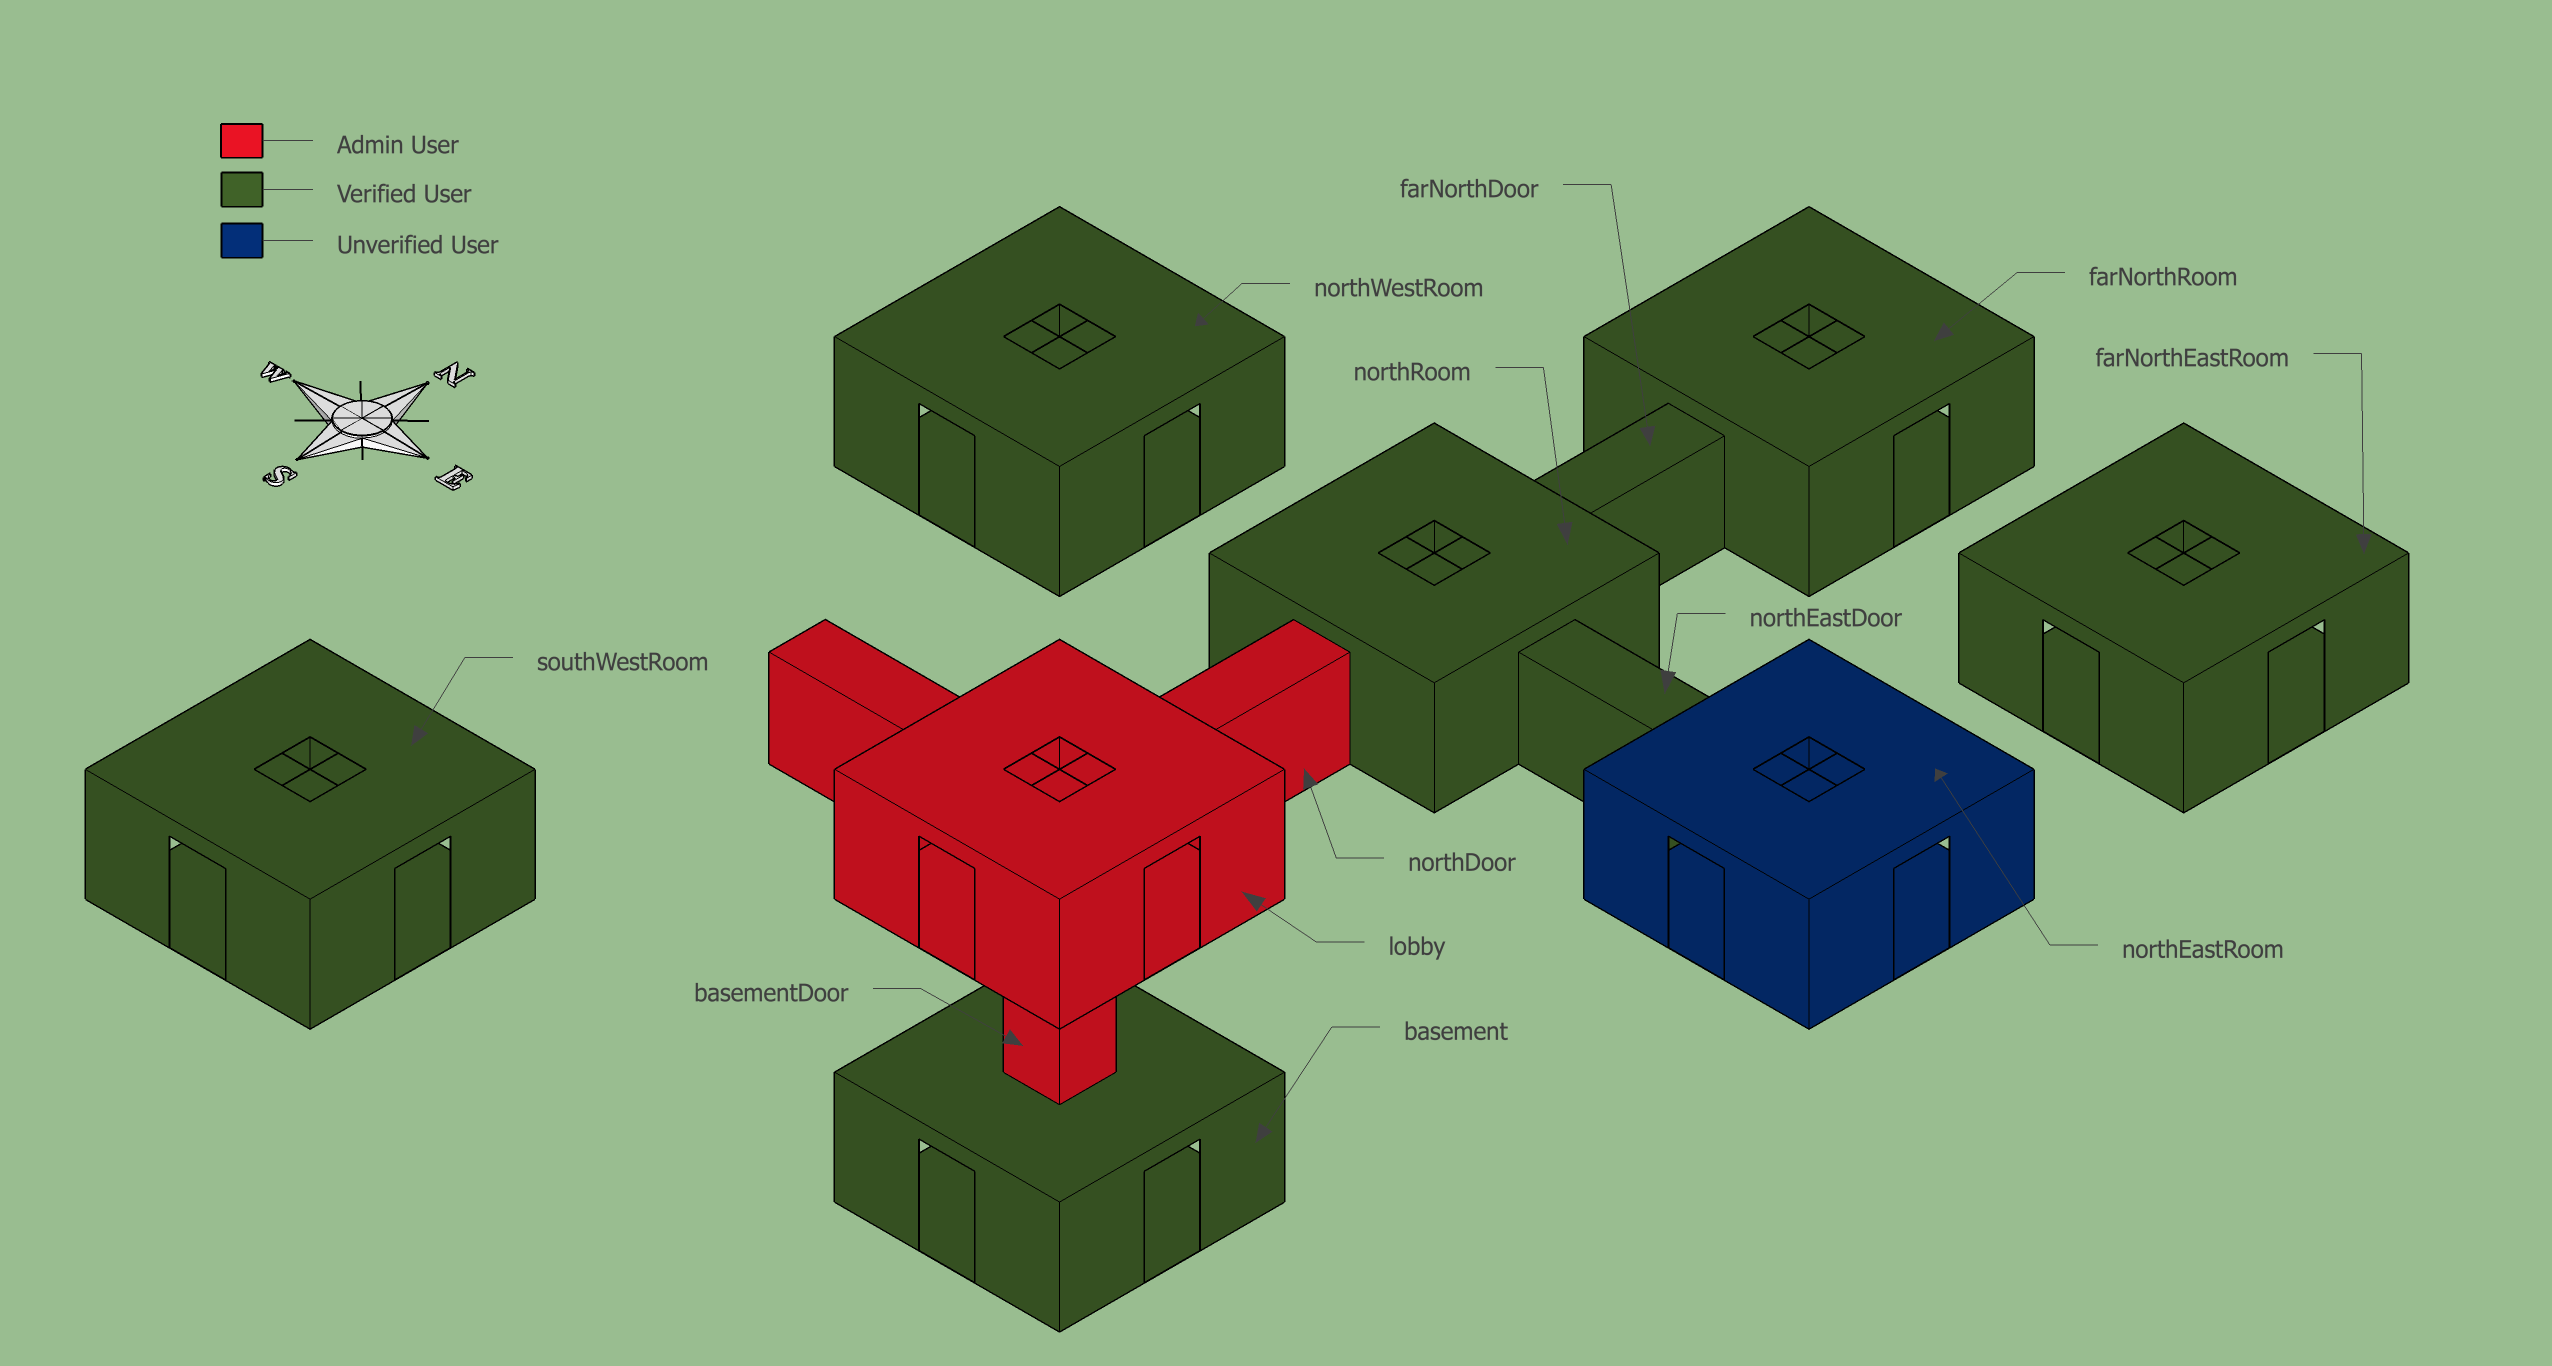 Admin User
Verified User
Unverified User
W
N
S
E
farNorthDoor
farNorthRoom
northWestRoom
farNorthEastRoom
northRoom
northEastDoor
southWestRoom
northDoor
lobby
northEastRoom
basementDoor
basement